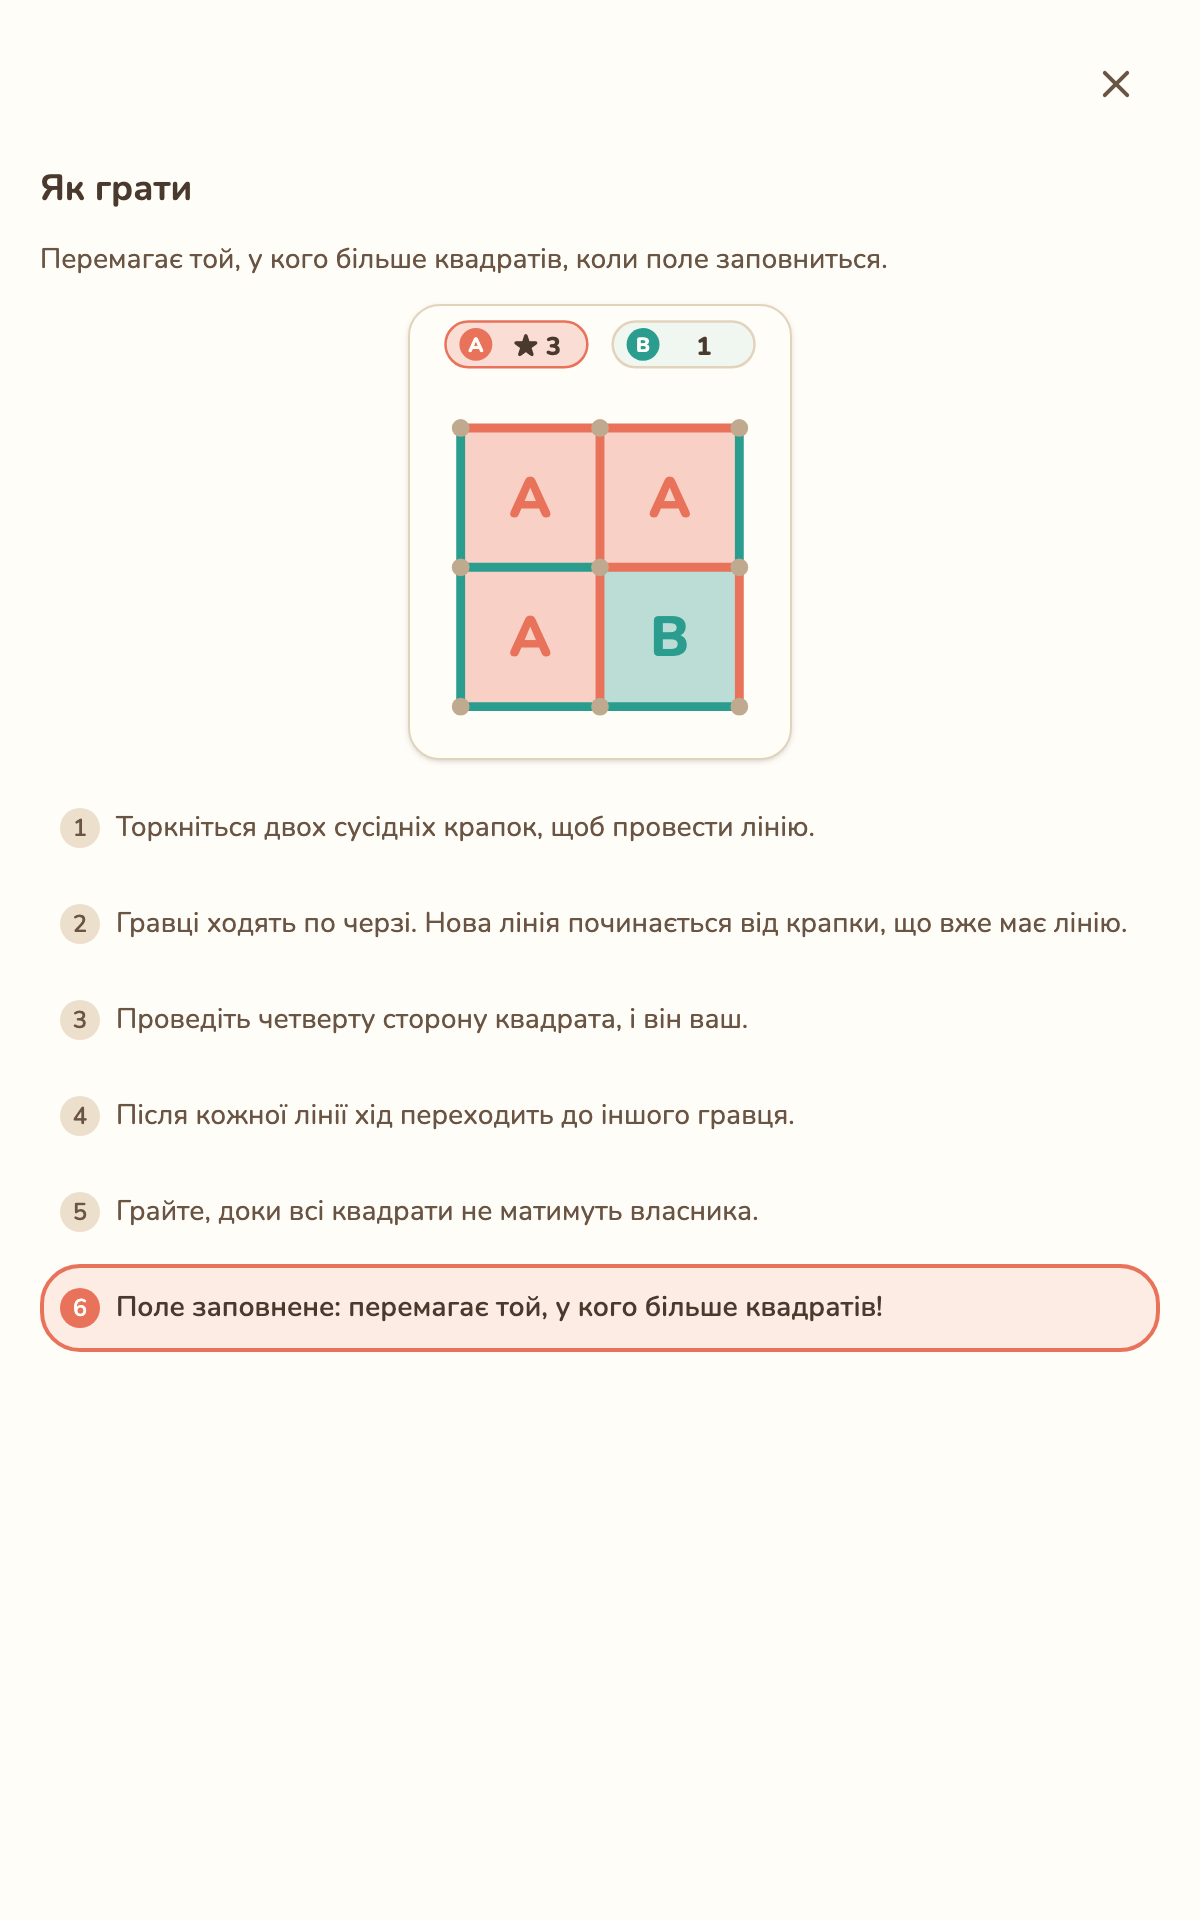 Як грати
Перемагає той, у кого більше квадратів, коли поле заповниться.
A ★ 3 B 1
A A
A B
1 Торкніться двох сусідніх крапок, щоб провести лінію.
2 Гравці ходять по черзі. Нова лінія починається від крапки, що вже має лінію.
3 Проведіть четверту сторону квадрата, і він ваш.
4 Після кожної лінії хід переходить до іншого гравця.
5 Грайте, доки всі квадрати не матимуть власника.
6 Поле заповнене: перемагає той, у кого більше квадратів!